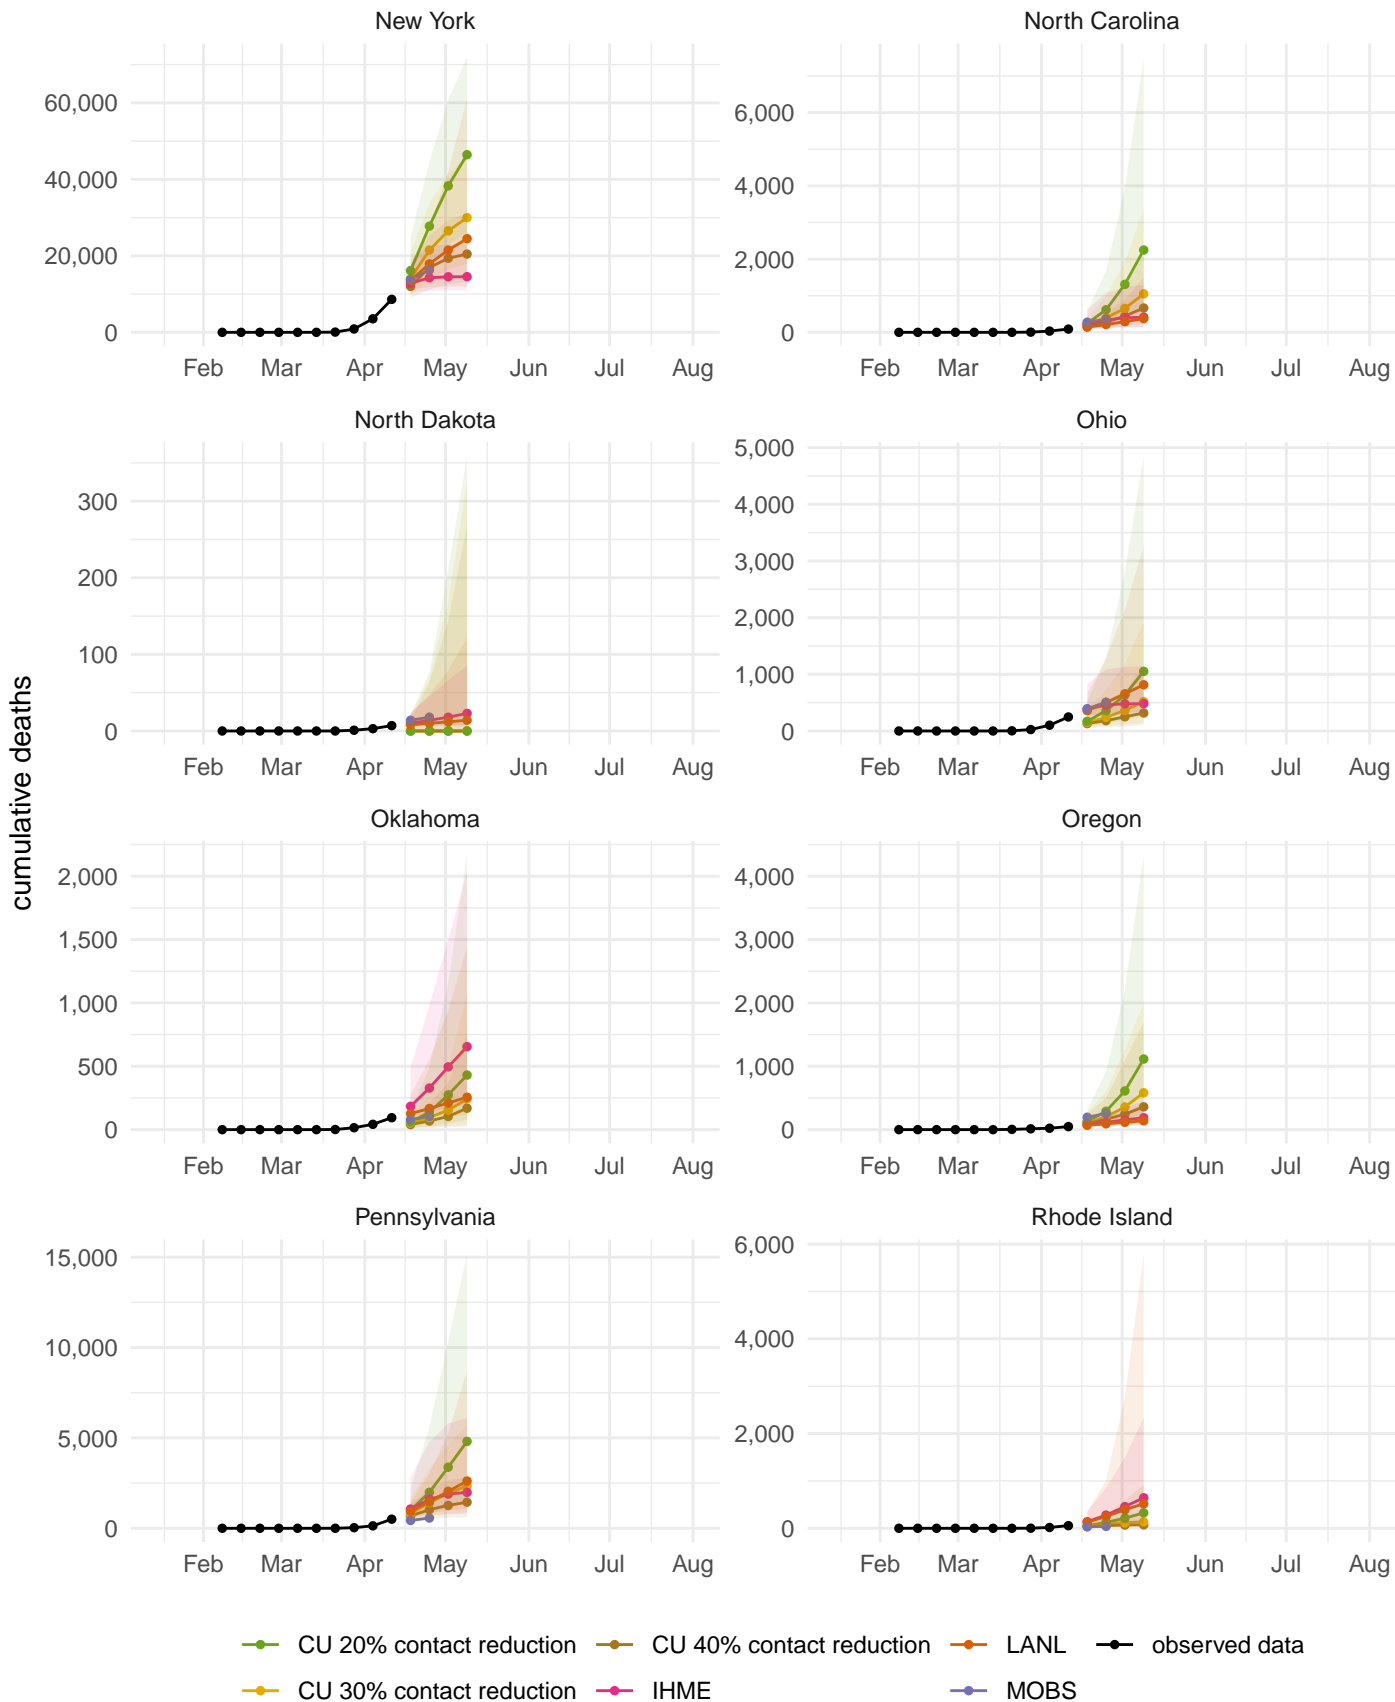 New York
North Carolina
60,000
40,000
20,000
0
6,000
4,000
2,000
0
Feb Mar Apr May Jun Jul Aug
Feb Mar Apr May Jun Jul Aug
North Dakota
Ohio
300
200
100
0
5,000
4,000
3,000
2,000
1,000
0
Feb Mar Apr May Jun Jul Aug
Feb Mar Apr May Jun Jul Aug
cumulative deaths
Oklahoma
Oregon
2,000
1,500
1,000
500
0
4,000
3,000
2,000
1,000
0
Feb Mar Apr May Jun Jul Aug
Feb Mar Apr May Jun Jul Aug
Pennsylvania
Rhode Island
15,000
10,000
5,000
0
6,000
4,000
2,000
0
Feb Mar Apr May Jun Jul Aug
Feb Mar Apr May Jun Jul Aug
CU 20% contact reduction CU 40% contact reduction LANL observed data
CU 30% contact reduction IHME MOBS